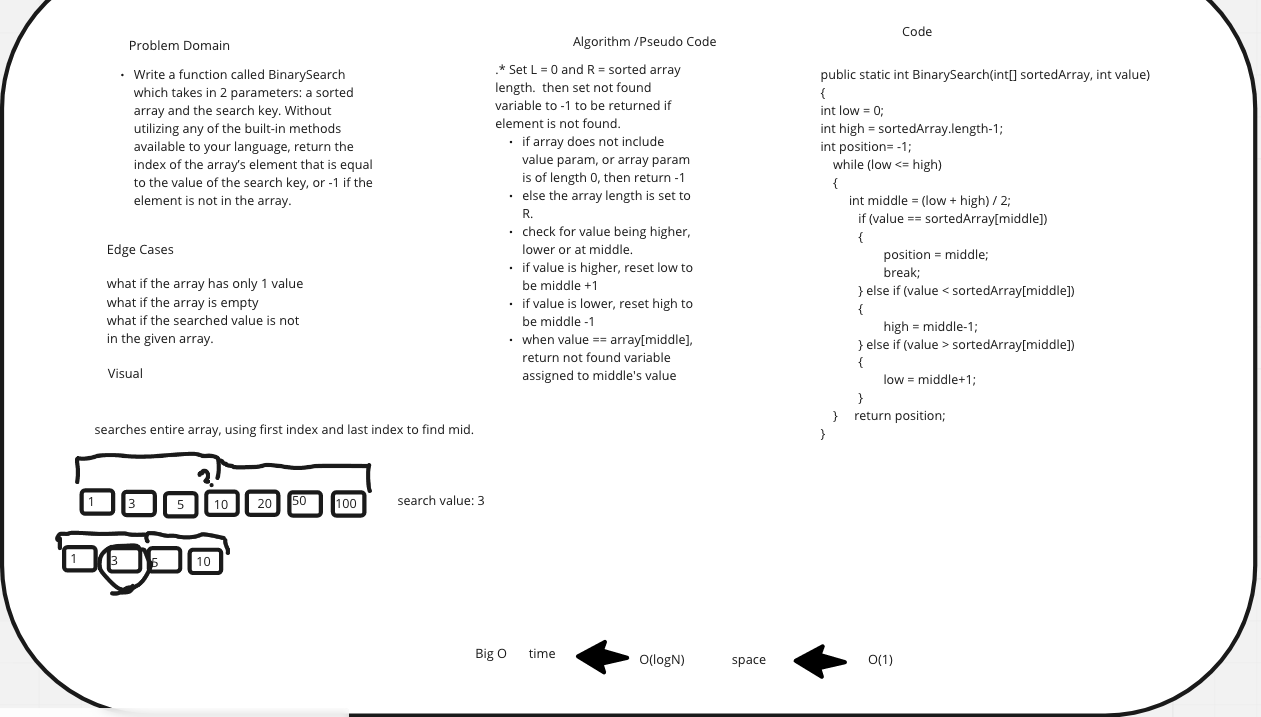 Problem Domain
• Write a function called BinarySearch
which takes in 2 parameters: a sorted
array and the search key. Without
utilizing any of the built-in methods
available to your language, return the
index of the array's element that is equal
to the value of the search key, or -1 if the
element is not in the array.
Edge Cases
what if the array has only 1 value
what if the array is empty
what if the searched value is not
in the given array.
Visual
searches entire array, using first index and last index to find mid.
?
1 3 5 10 20 50 100
search value: 3
1 3 5 10
Algorithm /Pseudo Code
.* Set L = 0 and R = sorted array
length. then set not found
variable to -1 to be returned if
element is not found.
• if array does not include
value param, or array param
is of length 0, then return -1
• else the array length is set to
R.
• check for value being higher,
lower or at middle.
• if value is higher, reset low to
be middle +1
• if value is lower, reset high to
be middle -1
• when value == array[middle],
return not found variable
assigned to middle's value
Code
public static int BinarySearch(int[] sortedArray, int value)
{
int low = 0;
int high = sortedArray.length-1;
int position= -1;
while (low <= high)
{
int middle = (low + high) / 2;
if (value == sortedArray[middle])
{
position = middle;
break;
} else if (value < sortedArray[middle])
{
high = middle-1;
} else if (value > sortedArray[middle])
{
low = middle+1;
}
} return position;
}
Big O time O(logN) space O(1)